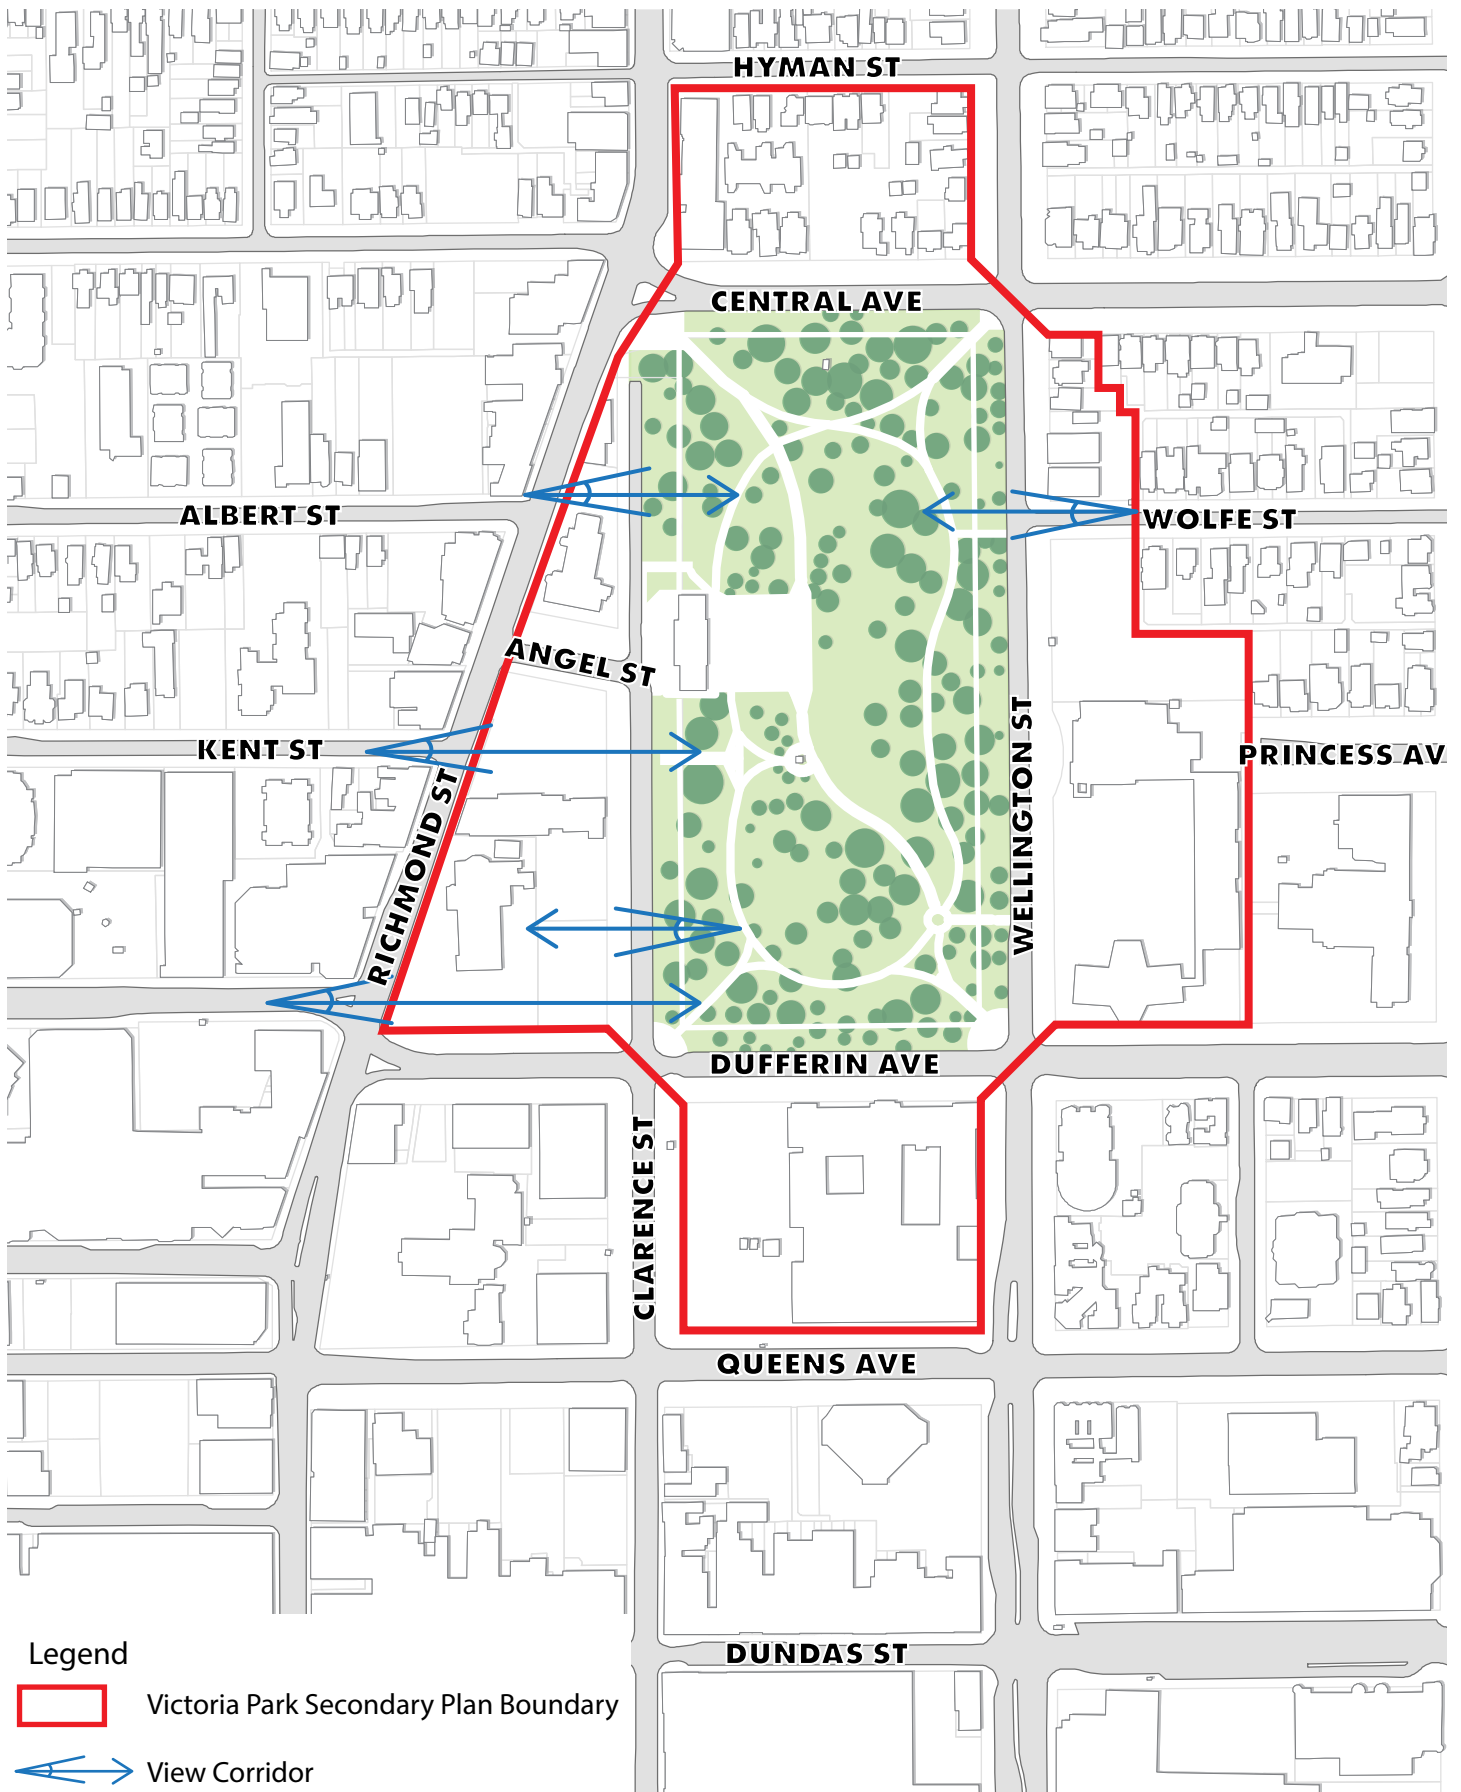 HYMAN ST
CENTRAL AVE
ALBERT ST
WOLFE ST
ANGEL ST
KENT ST
PRINCESS AV
RICHMOND ST
WELLINGTON ST
DUFFERIN AVE
CLARENCE ST
QUEENS AVE
DUNDAS ST
Legend
Victoria Park Secondary Plan Boundary
View Corridor